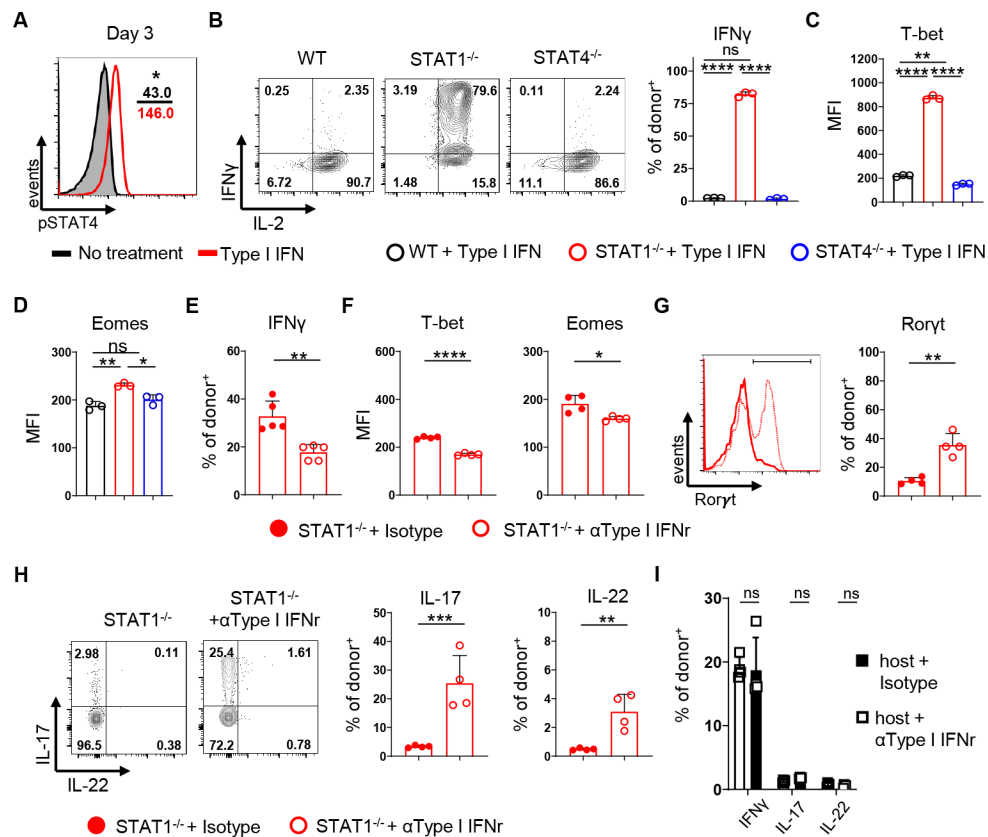 A
Day 3
*
43.0
146.0
events
pSTAT4
No treatment
Type I IFN
B
WT
STAT1-/-
STAT4-/-
0.25
2.35
3.19
79.6
0.11
2.24
6.72
90.7
1.48
15.8
11.1
86.6
IFNγ
IL-2
IFNγ
ns
**** ****
% of donor+
100
75
50
25
0
C
T-bet
**
**** ****
MFI
1200
1000
800
600
400
200
0
WT + Type I IFN
STAT1-/- + Type I IFN
STAT4-/- + Type I IFN
D
Eomes
ns
** *
MFI
300
200
100
0
E
IFNγ
**
% of donor+
60
40
20
0
F
T-bet
****
MFI
400
300
200
100
0
Eomes
*
300
200
100
0
G
events
Rorγt
Rorγt
**
% of donor+
100
80
60
40
20
0
STAT1-/- + Isotype
STAT1-/- + αType I IFNr
H
STAT1-/-
STAT1-/-
+αType I IFNr
2.98
0.11
25.4
1.61
96.5
0.38
72.2
0.78
IL-17
IL-22
IL-17
***
% of donor+
50
40
30
20
10
0
IL-22
**
% of donor+
6
4
2
0
STAT1-/- + Isotype
STAT1-/- + αType I IFNr
I
ns ns ns
% of donor+
30
20
10
0
IFNγ
IL-17
IL-22
host +
Isotype
host +
αType I IFNr